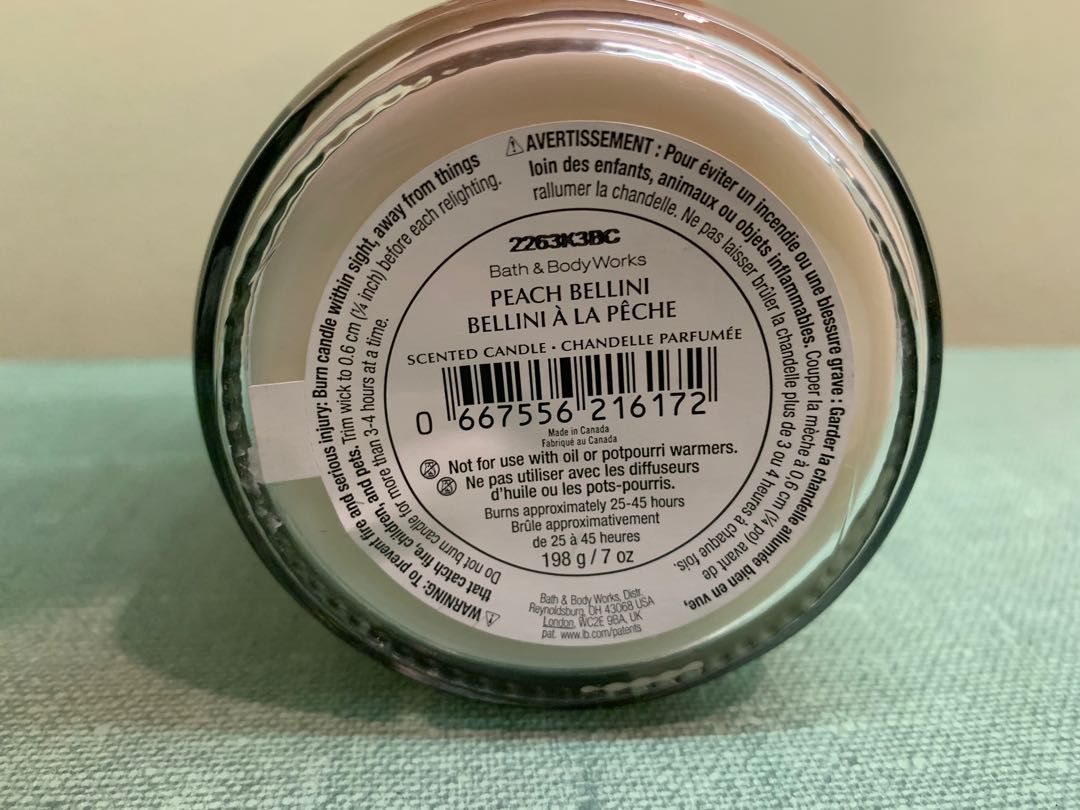 2263K3BC
Bath & Body Works
PEACH BELLINI
BELLINI À LA PÊCHE
SCENTED CANDLE • CHANDELLE PARFUMÉE
0 667556 216172
Made in Canada
Fabriqué au Canada
Not for use with oil or potpourri warmers.
Ne pas utiliser avec les diffuseurs
d'huile ou les pots-pourris.
Burns approximately 25-45 hours
Brûle approximativement
de 25 à 45 heures
198 g / 7 oz
⚠ WARNING: To prevent fire and serious injury: Burn candle within sight, away from things
that catch fire, children, and pets. Trim wick to 0.6 cm (¼ inch) before each relighting.
Do not burn candle for more than 3-4 hours at a time.
⚠ AVERTISSEMENT : Pour éviter un incendie ou une blessure grave : Garder la chandelle allumée bien en vue,
loin des enfants, animaux ou objets inflammables. Couper la mèche à 0,6 cm (¼ po) avant de
rallumer la chandelle. Ne pas laisser brûler la chandelle plus de 3 ou 4 heures à chaque fois.
Bath & Body Works, Distr.
Reynoldsburg, OH 43068 USA
London, WC2E 9BA, UK
pat. www.lb.com/patents